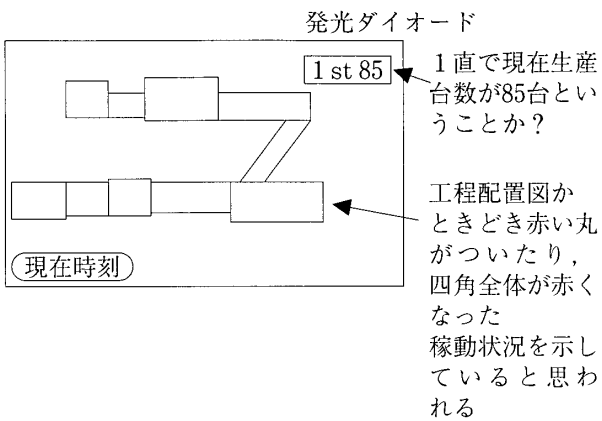 発光ダイオード
1 st 85
１直で現在生産
台数が85台とい
うことか？
工程配置図か
ときどき赤い丸
がついたり，
四角全体が赤く
なった
稼動状況を示し
ていると思わ
れる
現在時刻